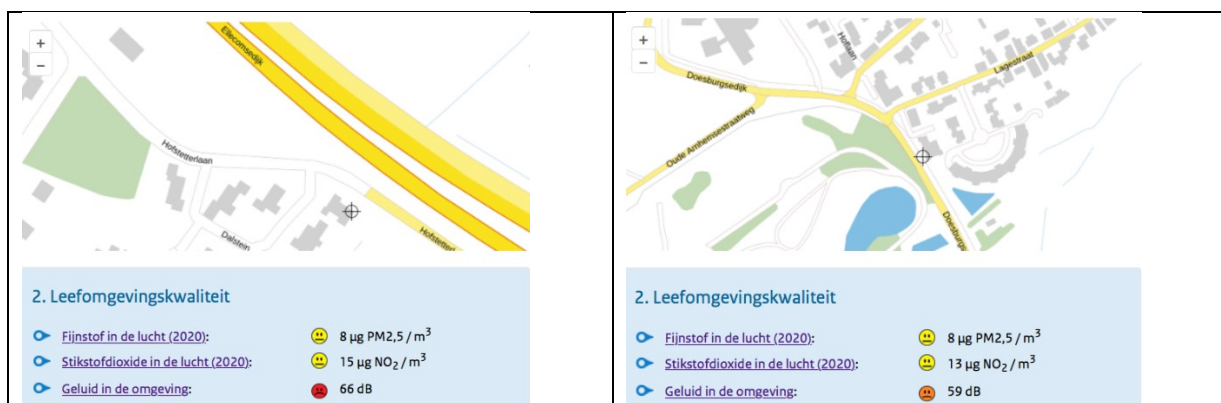 +
−
Ellecomsedijk
Hofstetterlaan
Dalstein
2. Leefomgevingskwaliteit
Fijnstof in de lucht (2020): 8 µg PM2,5 / m³
Stikstofdioxide in de lucht (2020): 15 µg NO₂ / m³
Geluid in de omgeving: 66 dB
+
−
Hoflaan
Doesburgsedijk
Lagestraat
Oude Arnhemsestraatweg
2. Leefomgevingskwaliteit
Fijnstof in de lucht (2020): 8 µg PM2,5 / m³
Stikstofdioxide in de lucht (2020): 13 µg NO₂ / m³
Geluid in de omgeving: 59 dB